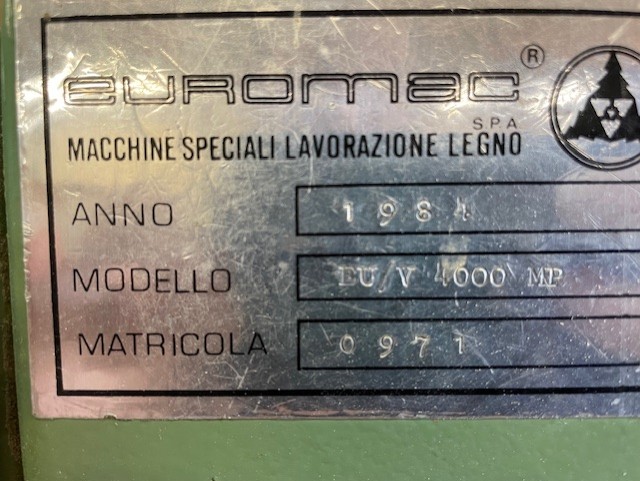 EUROMAC®
SPA
MACCHINE SPECIALI LAVORAZIONE LEGNO
ANNO 1984
MODELLO EU/V 4000 MP
MATRICOLA 0971